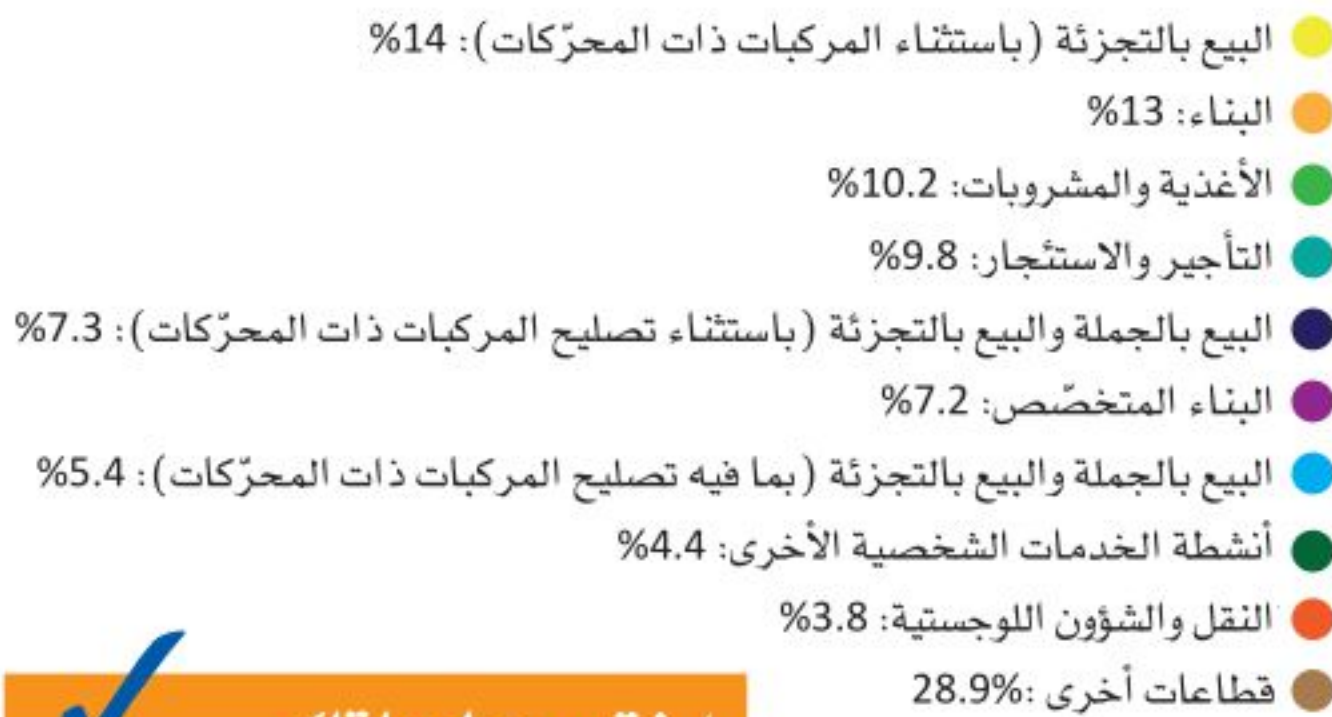 البيع بالتجزئة (باستثناء المركبات ذات المحرّكات): 14%
البناء: 13%
الأغذية والمشروبات: 10.2%
التأجير والاستئجار: 9.8%
البيع بالجملة والبيع بالتجزئة (باستثناء تصليح المركبات ذات المحرّكات): 7.3%
البناء المتخصّص: 7.2%
البيع بالجملة والبيع بالتجزئة (بما فيه تصليح المركبات ذات المحرّكات): 5.4%
أنشطة الخدمات الشخصية الأخرى: 4.4%
النقل والشؤون اللوجستية: 3.8%
قطاعات أخرى :28.9%